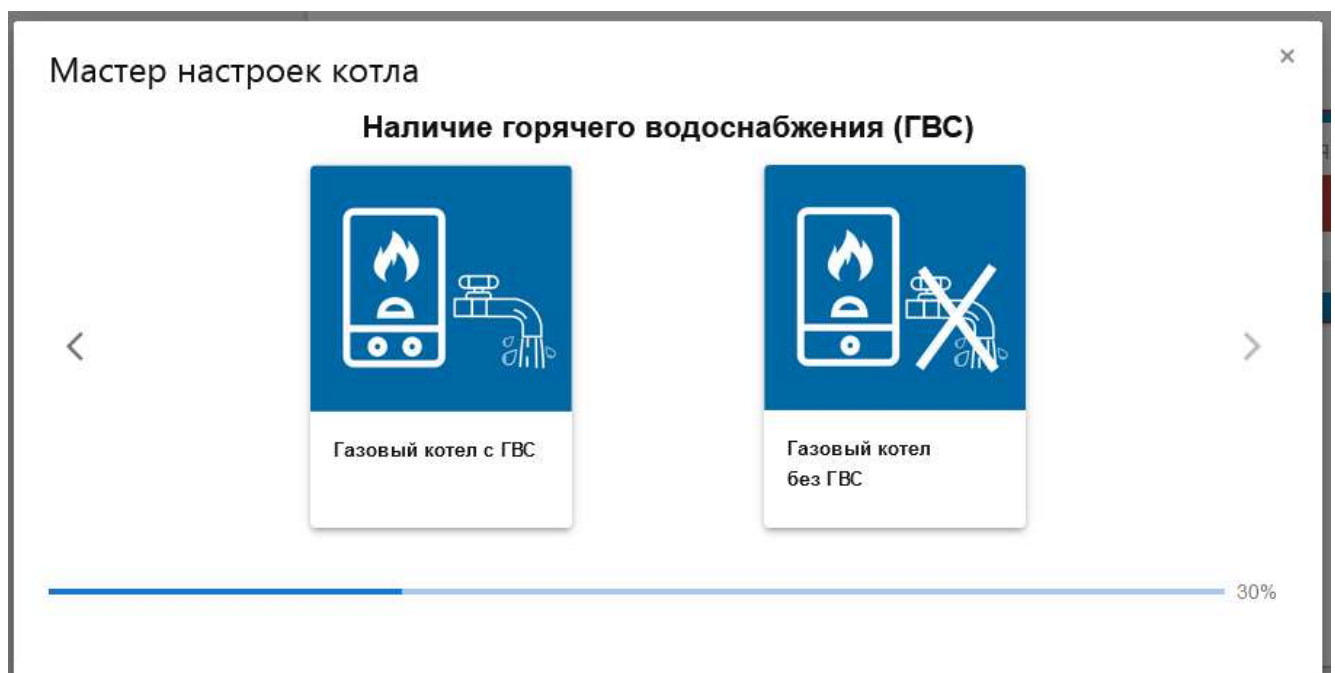 Мастер настроек котла
×
Наличие горячего водоснабжения (ГВС)
Газовый котел с ГВС
Газовый котел
без ГВС
30%